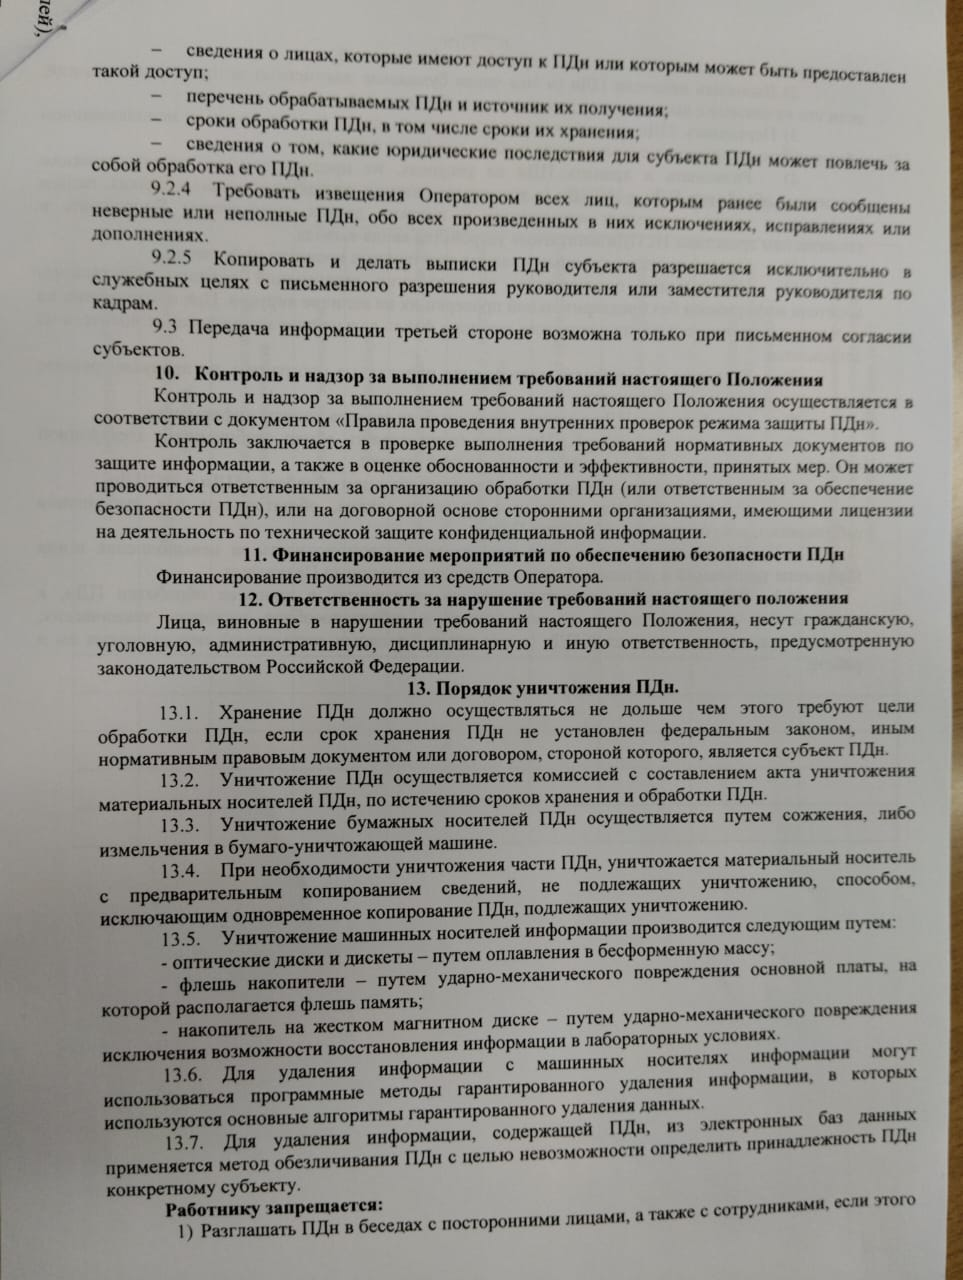 лей),
– сведения о лицах, которые имеют доступ к ПДн или которым может быть предоставлен
такой доступ;
– перечень обрабатываемых ПДн и источник их получения;
– сроки обработки ПДн, в том числе сроки их хранения;
– сведения о том, какие юридические последствия для субъекта ПДн может повлечь за
собой обработка его ПДн.
9.2.4 Требовать извещения Оператором всех лиц, которым ранее были сообщены
неверные или неполные ПДн, обо всех произведенных в них исключениях, исправлениях или
дополнениях.
9.2.5 Копировать и делать выписки ПДн субъекта разрешается исключительно в
служебных целях с письменного разрешения руководителя или заместителя руководителя по
кадрам.
9.3 Передача информации третьей стороне возможна только при письменном согласии
субъектов.
10. Контроль и надзор за выполнением требований настоящего Положения
Контроль и надзор за выполнением требований настоящего Положения осуществляется в
соответствии с документом «Правила проведения внутренних проверок режима защиты ПДн».
Контроль заключается в проверке выполнения требований нормативных документов по
защите информации, а также в оценке обоснованности и эффективности, принятых мер. Он может
проводиться ответственным за организацию обработки ПДн (или ответственным за обеспечение
безопасности ПДн), или на договорной основе сторонними организациями, имеющими лицензии
на деятельность по технической защите конфиденциальной информации.
11. Финансирование мероприятий по обеспечению безопасности ПДн
Финансирование производится из средств Оператора.
12. Ответственность за нарушение требований настоящего положения
Лица, виновные в нарушении требований настоящего Положения, несут гражданскую,
уголовную, административную, дисциплинарную и иную ответственность, предусмотренную
законодательством Российской Федерации.
13. Порядок уничтожения ПДн.
13.1. Хранение ПДн должно осуществляться не дольше чем этого требуют цели
обработки ПДн, если срок хранения ПДн не установлен федеральным законом, иным
нормативным правовым документом или договором, стороной которого, является субъект ПДн.
13.2. Уничтожение ПДн осуществляется комиссией с составлением акта уничтожения
материальных носителей ПДн, по истечению сроков хранения и обработки ПДн.
13.3. Уничтожение бумажных носителей ПДн осуществляется путем сожжения, либо
измельчения в бумаго-уничтожающей машине.
13.4. При необходимости уничтожения части ПДн, уничтожается материальный носитель
с предварительным копированием сведений, не подлежащих уничтожению, способом,
исключающим одновременное копирование ПДн, подлежащих уничтожению.
13.5. Уничтожение машинных носителей информации производится следующим путем:
- оптические диски и дискеты – путем оплавления в бесформенную массу;
- флешь накопители – путем ударно-механического повреждения основной платы, на
которой располагается флешь память;
- накопитель на жестком магнитном диске – путем ударно-механического повреждения
исключения возможности восстановления информации в лабораторных условиях.
13.6. Для удаления информации с машинных носителях информации могут
использоваться программные методы гарантированного удаления информации, в которых
используются основные алгоритмы гарантированного удаления данных.
13.7. Для удаления информации, содержащей ПДн, из электронных баз данных
применяется метод обезличивания ПДн с целью невозможности определить принадлежность ПДн
конкретному субъекту.
Работнику запрещается:
1) Разглашать ПДн в беседах с посторонними лицами, а также с сотрудниками, если этого